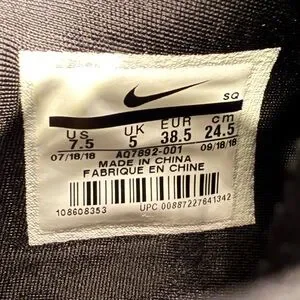 SQ
US UK EUR cm
7.5 5 38.5 24.5
07/18/18 AQ7892-001 09/18/18
MADE IN CHINA
FABRIQUE EN CHINE
108608353 UPC 00887227641342